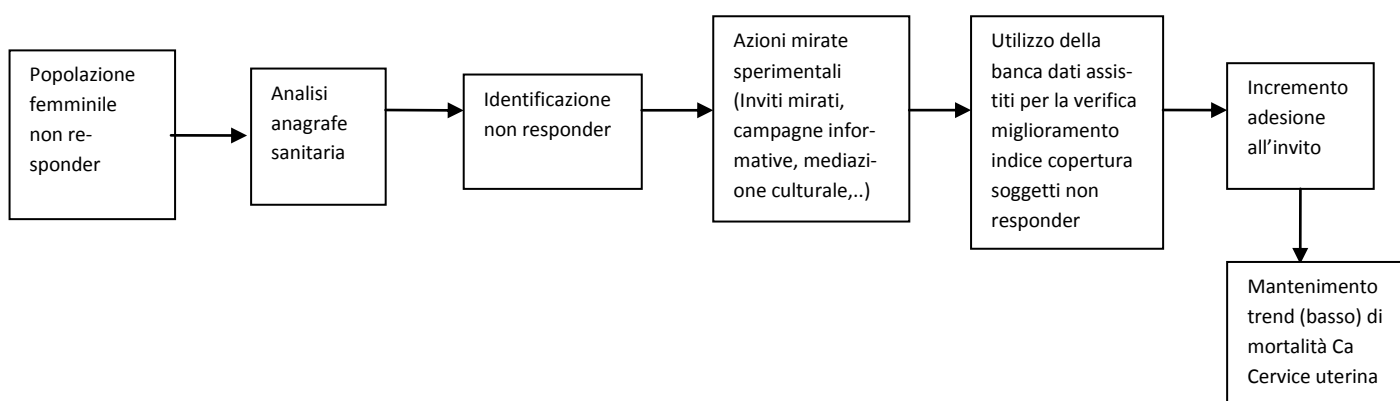 Popolazione
femminile
non re-
sponder
Analisi
anagrafe
sanitaria
Identificazione
non responder
Azioni mirate
sperimentali
(Inviti mirati,
campagne infor-
mative, mediazi-
one culturale,..)
Utilizzo della
banca dati assis-
titi per la verifica
miglioramento
indice copertura
soggetti non
responder
Incremento
adesione
all’invito
Mantenimento
trend (basso) di
mortalità Ca
Cervice uterina